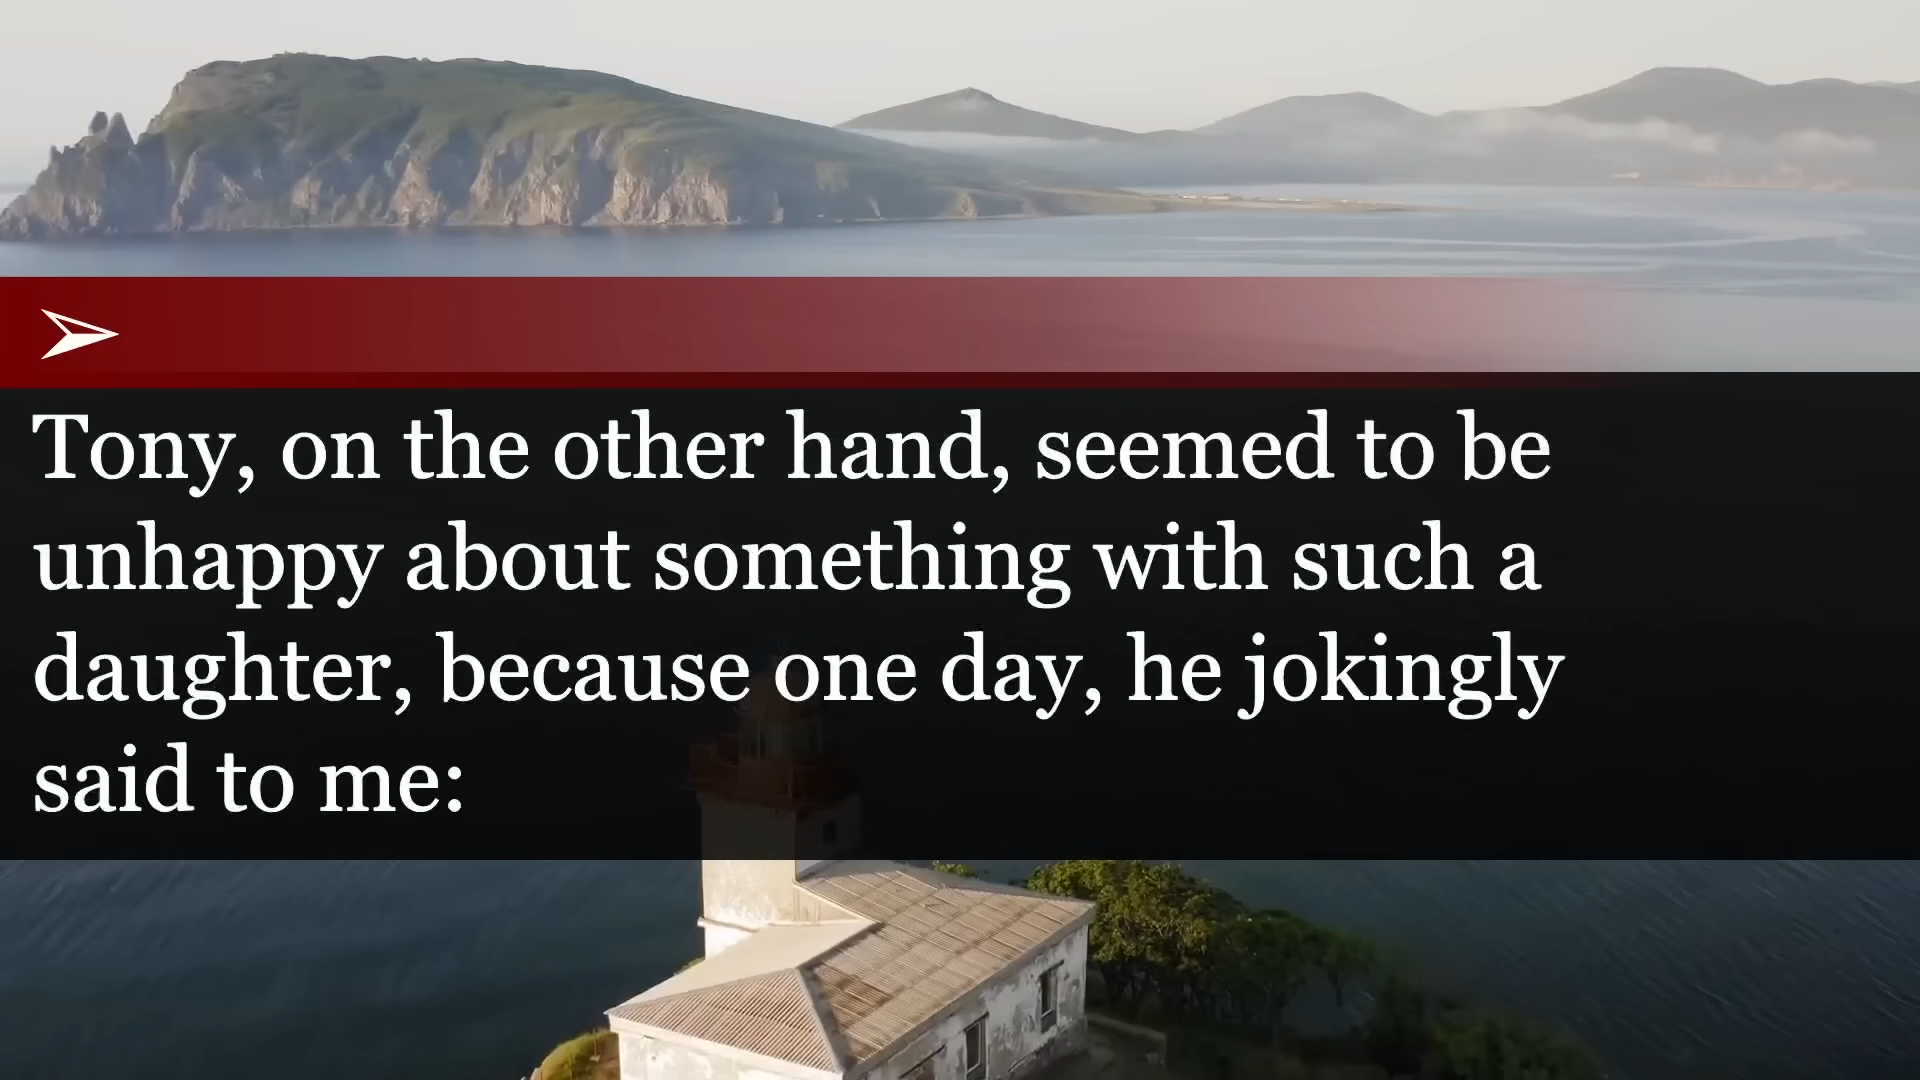 Tony, on the other hand, seemed to be
unhappy about something with such a
daughter, because one day, he jokingly
said to me: